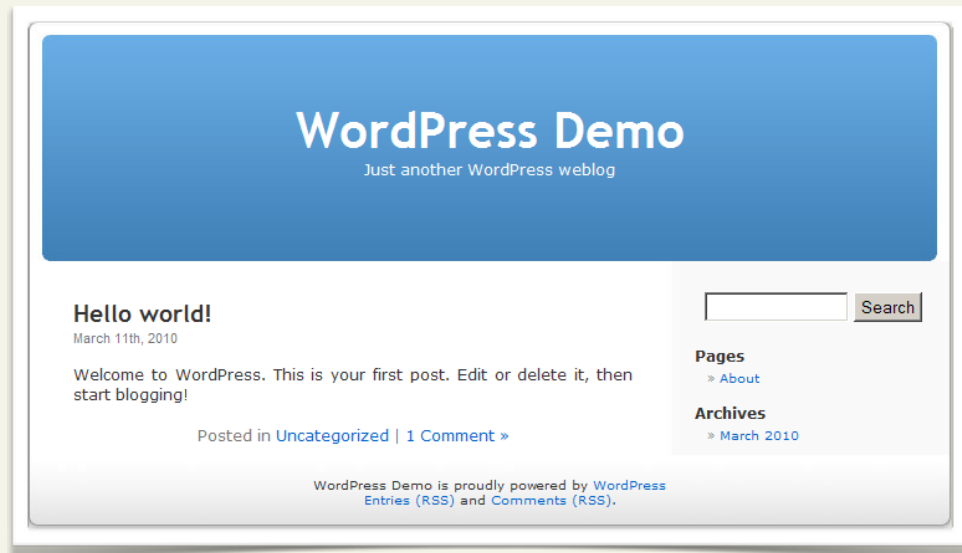 WordPress Demo
Just another WordPress weblog
Hello world!
March 11th, 2010
Welcome to WordPress. This is your first post. Edit or delete it, then
start blogging!
Posted in Uncategorized | 1 Comment »
Search
Pages
» About
Archives
» March 2010
WordPress Demo is proudly powered by WordPress
Entries (RSS) and Comments (RSS).